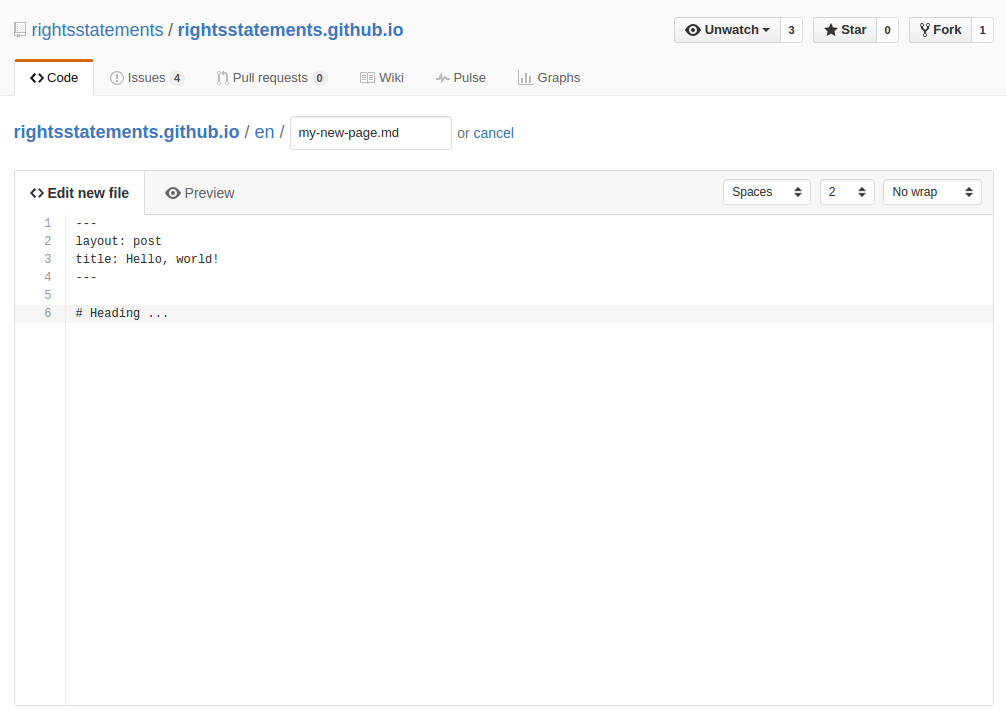 rightsstatements / rightsstatements.github.io Unwatch 3 Star 0 Fork 1
Code Issues 4 Pull requests 0 Wiki Pulse Graphs
rightsstatements.github.io / en / my-new-page.md or cancel
Edit new file Preview Spaces 2 No wrap
1 ---
2 layout: post
3 title: Hello, world!
4 ---
5
6 # Heading ...